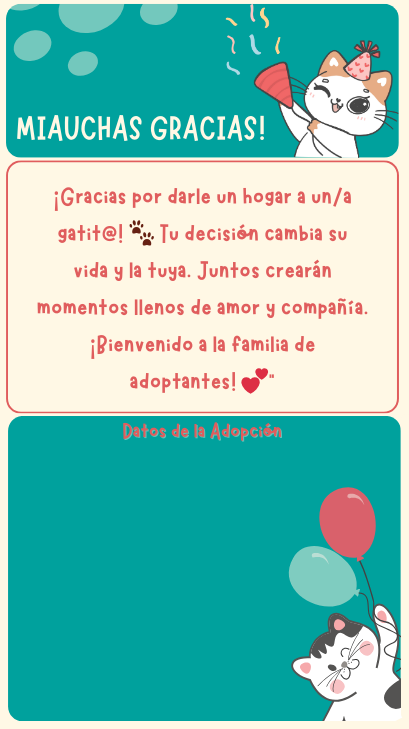 MIAUCHAS GRACIAS!
¡Gracias por darle un hogar a un/a
gatit@! 🐾 Tu decisión cambia su
vida y la tuya. Juntos crearán
momentos llenos de amor y compañía.
¡Bienvenido a la familia de
adoptantes! 💕"
Datos de la Adopción